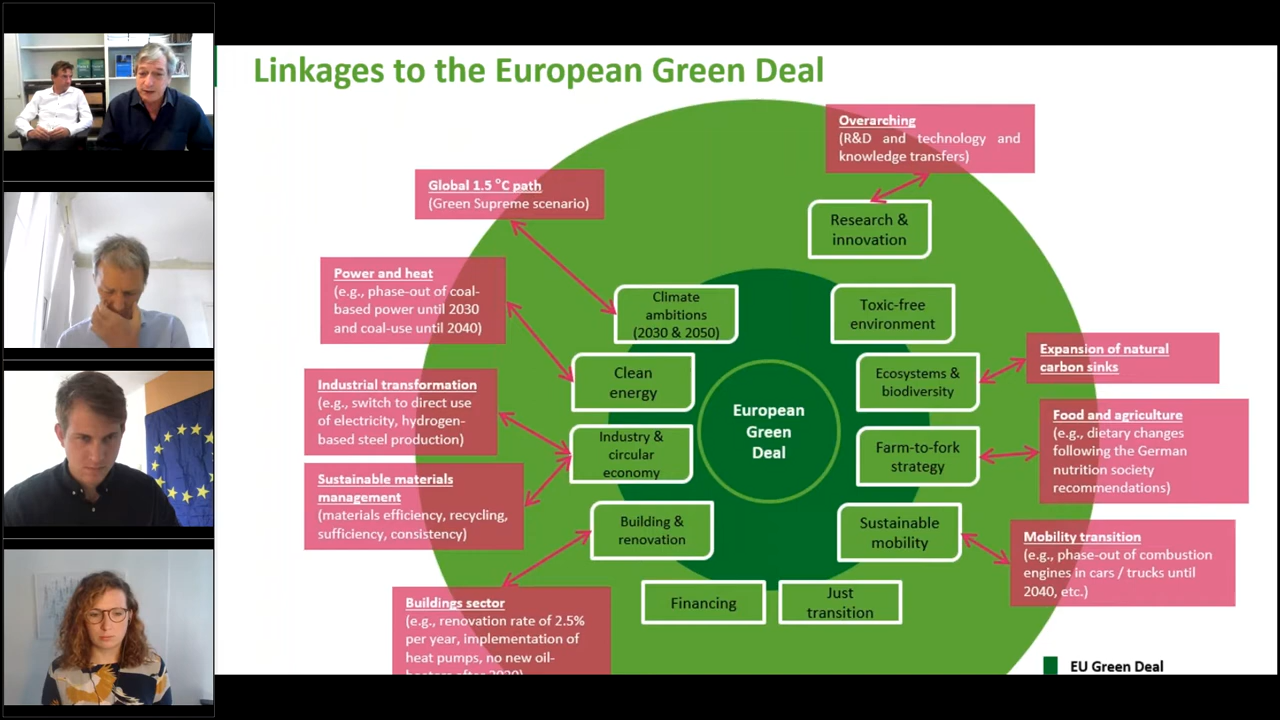 Linkages to the European Green Deal
Overarching
(R&D and technology and
knowledge transfers)
Global 1.5 °C path
(Green Supreme scenario)
Research &
innovation
Power and heat
(e.g., phase-out of coal-
based power until 2030
and coal-use until 2040)
Climate
ambitions
(2030 & 2050)
Toxic-free
environment
Expansion of natural
carbon sinks
Clean
energy
Ecosystems &
biodiversity
Industrial transformation
(e.g., switch to direct use
of electricity, hydrogen-
based steel production)
European
Green
Deal
Food and agriculture
(e.g., dietary changes
following the German
nutrition society
recommendations)
Industry &
circular
economy
Farm-to-fork
strategy
Sustainable materials
management
(materials efficiency, recycling,
sufficiency, consistency)
Building &
renovation
Sustainable
mobility
Mobility transition
(e.g., phase-out of combustion
engines in cars / trucks until
2040, etc.)
Financing
Just
transition
Buildings sector
(e.g., renovation rate of 2.5%
per year, implementation of
heat pumps, no new oil-
EU Green Deal